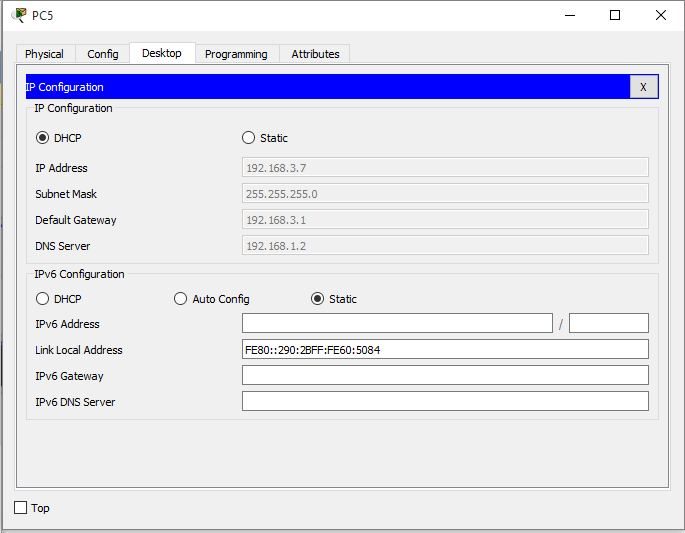 PC5
Physical Config Desktop Programming Attributes
IP Configuration X
IP Configuration
DHCP Static
IP Address 192.168.3.7
Subnet Mask 255.255.255.0
Default Gateway 192.168.3.1
DNS Server 192.168.1.2
IPv6 Configuration
DHCP Auto Config Static
IPv6 Address /
Link Local Address FE80::290:2BFF:FE60:5084
IPv6 Gateway
IPv6 DNS Server
Top